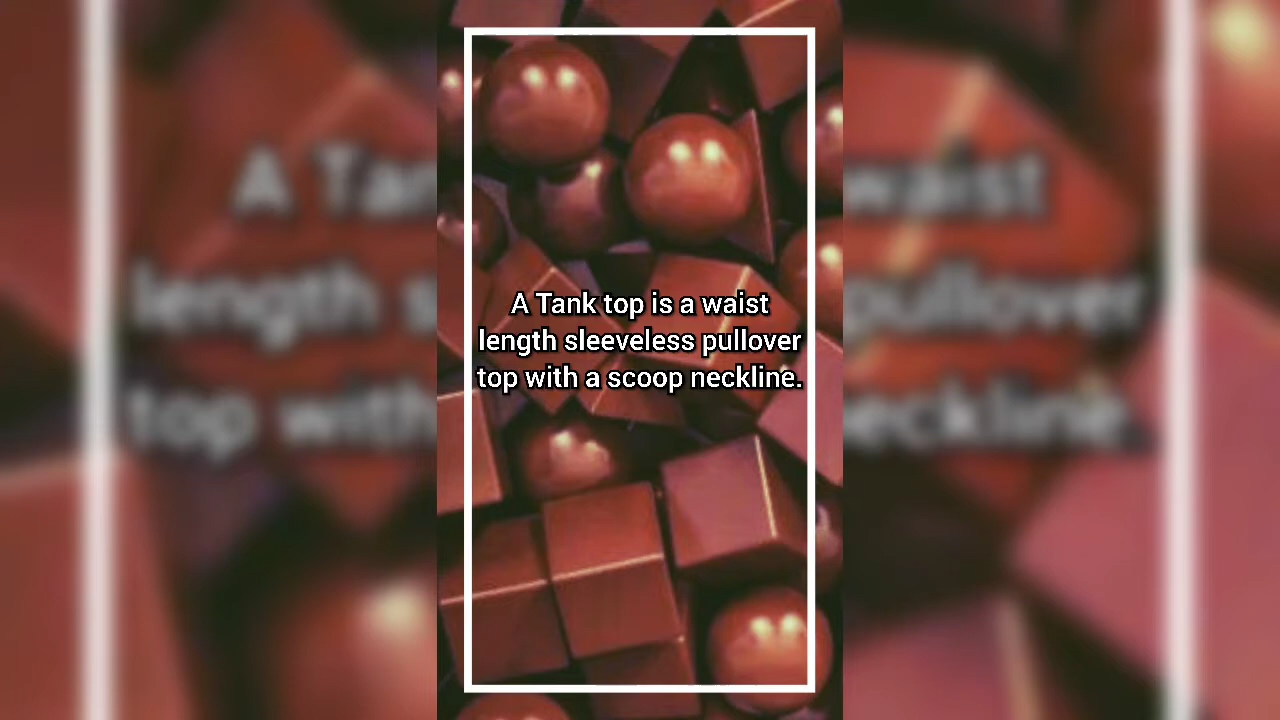 A Tank top is a waist
length sleeveless pullover
top with a scoop neckline.